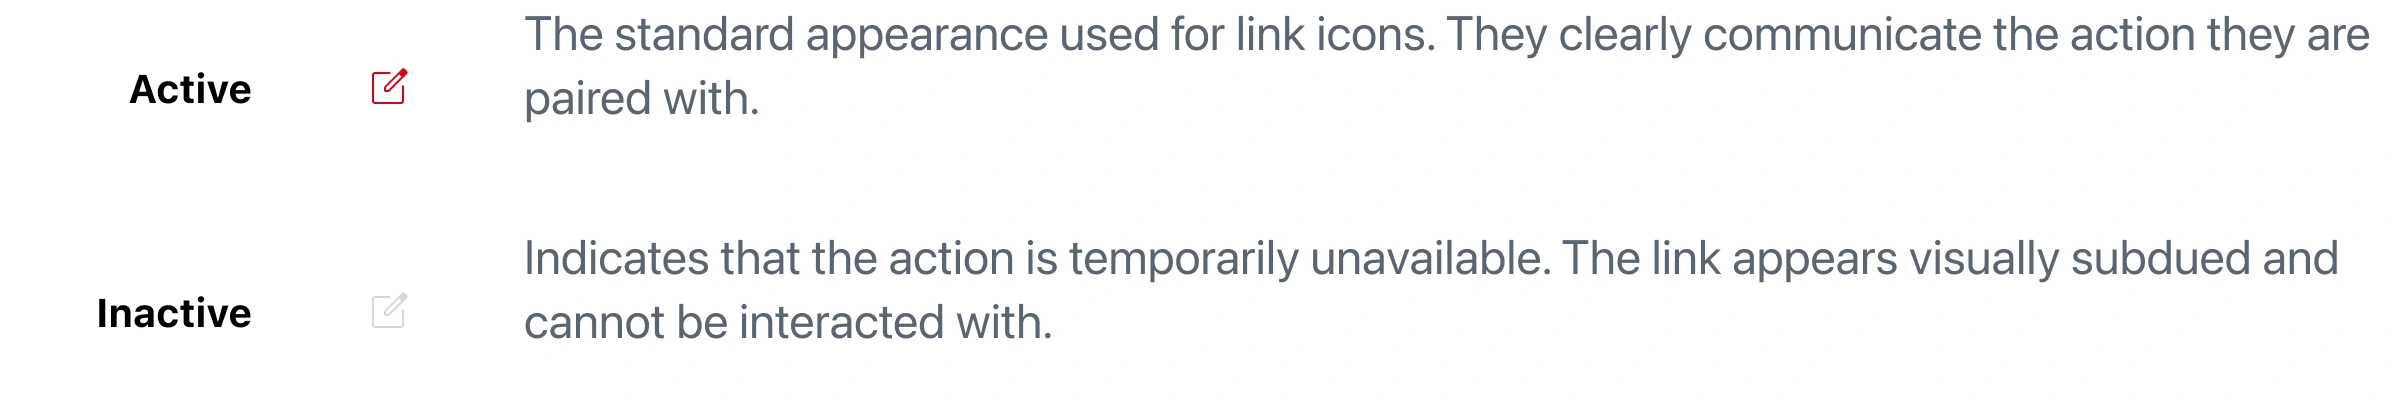 Active
The standard appearance used for link icons. They clearly communicate the action they are
paired with.
Inactive
Indicates that the action is temporarily unavailable. The link appears visually subdued and
cannot be interacted with.